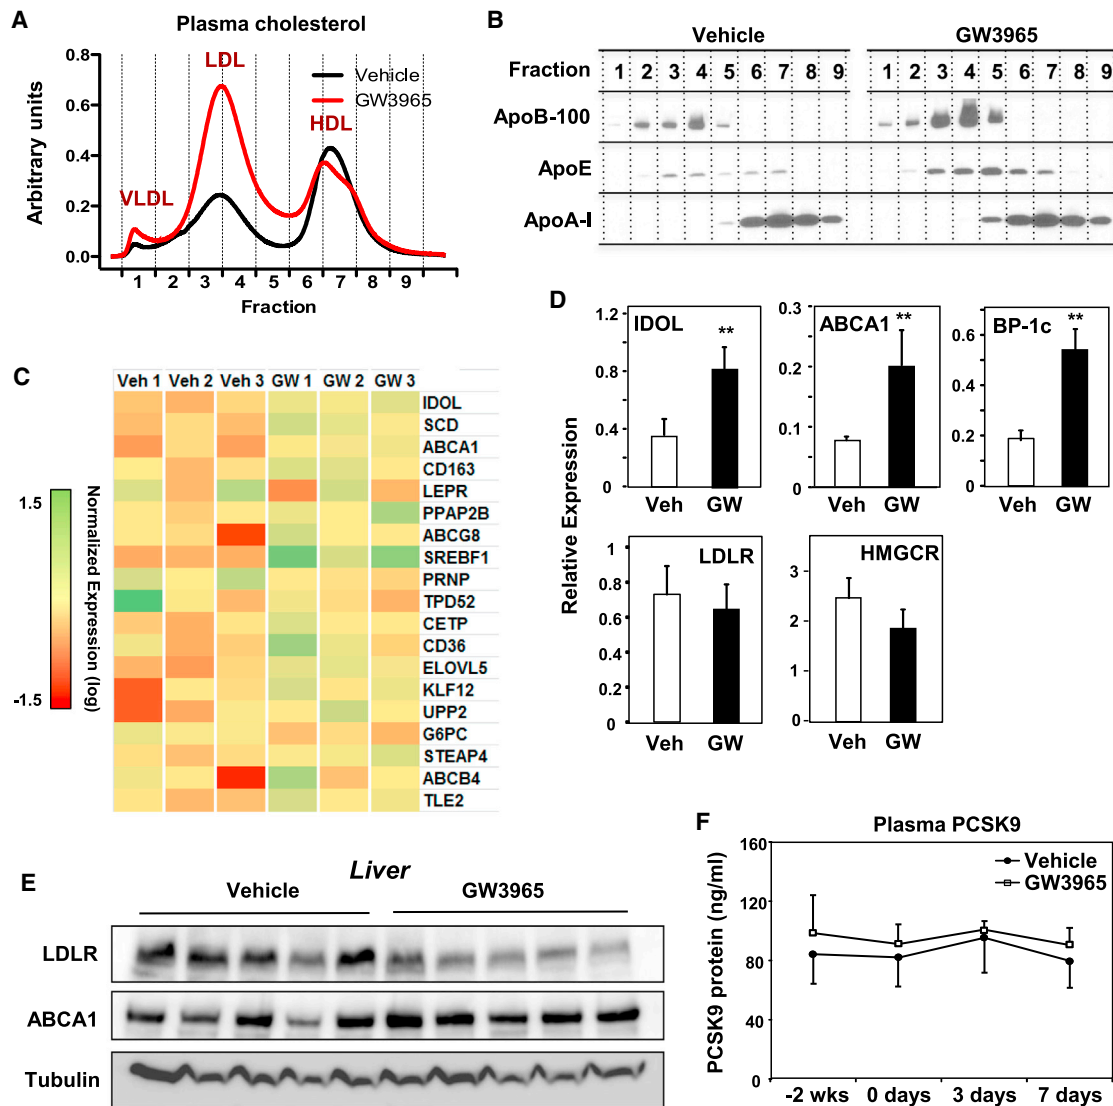 A
Plasma cholesterol
Arbitrary units
0.8
0.6
0.4
0.2
0.0
LDL
Vehicle
GW3965
HDL
VLDL
1 2 3 4 5 6 7 8 9
Fraction
B
Vehicle GW3965
Fraction 1 2 3 4 5 6 7 8 9 1 2 3 4 5 6 7 8 9
ApoB-100
ApoE
ApoA-I
C
Veh 1 Veh 2 Veh 3 GW 1 GW 2 GW 3
IDOL
SCD
ABCA1
CD163
LEPR
PPAP2B
ABCG8
SREBF1
PRNP
TPD52
CETP
CD36
ELOVL5
KLF12
UPP2
G6PC
STEAP4
ABCB4
TLE2
1.5
-1.5
Normalized Expression (log)
D
Relative Expression
IDOL
**
1.2
0.8
0.4
0
Veh GW
ABCA1
**
0.3
0.2
0.1
0
Veh GW
BP-1c
**
0.6
0.4
0.2
0
Veh GW
LDLR
1
0.8
0.6
0.4
0.2
0
Veh GW
HMGCR
3
2
1
0
Veh GW
E
Liver
Vehicle GW3965
LDLR
ABCA1
Tubulin
F
Plasma PCSK9
PCSK9 protein (ng/ml)
160
120
80
40
0
Vehicle
GW3965
-2 wks 0 days 3 days 7 days